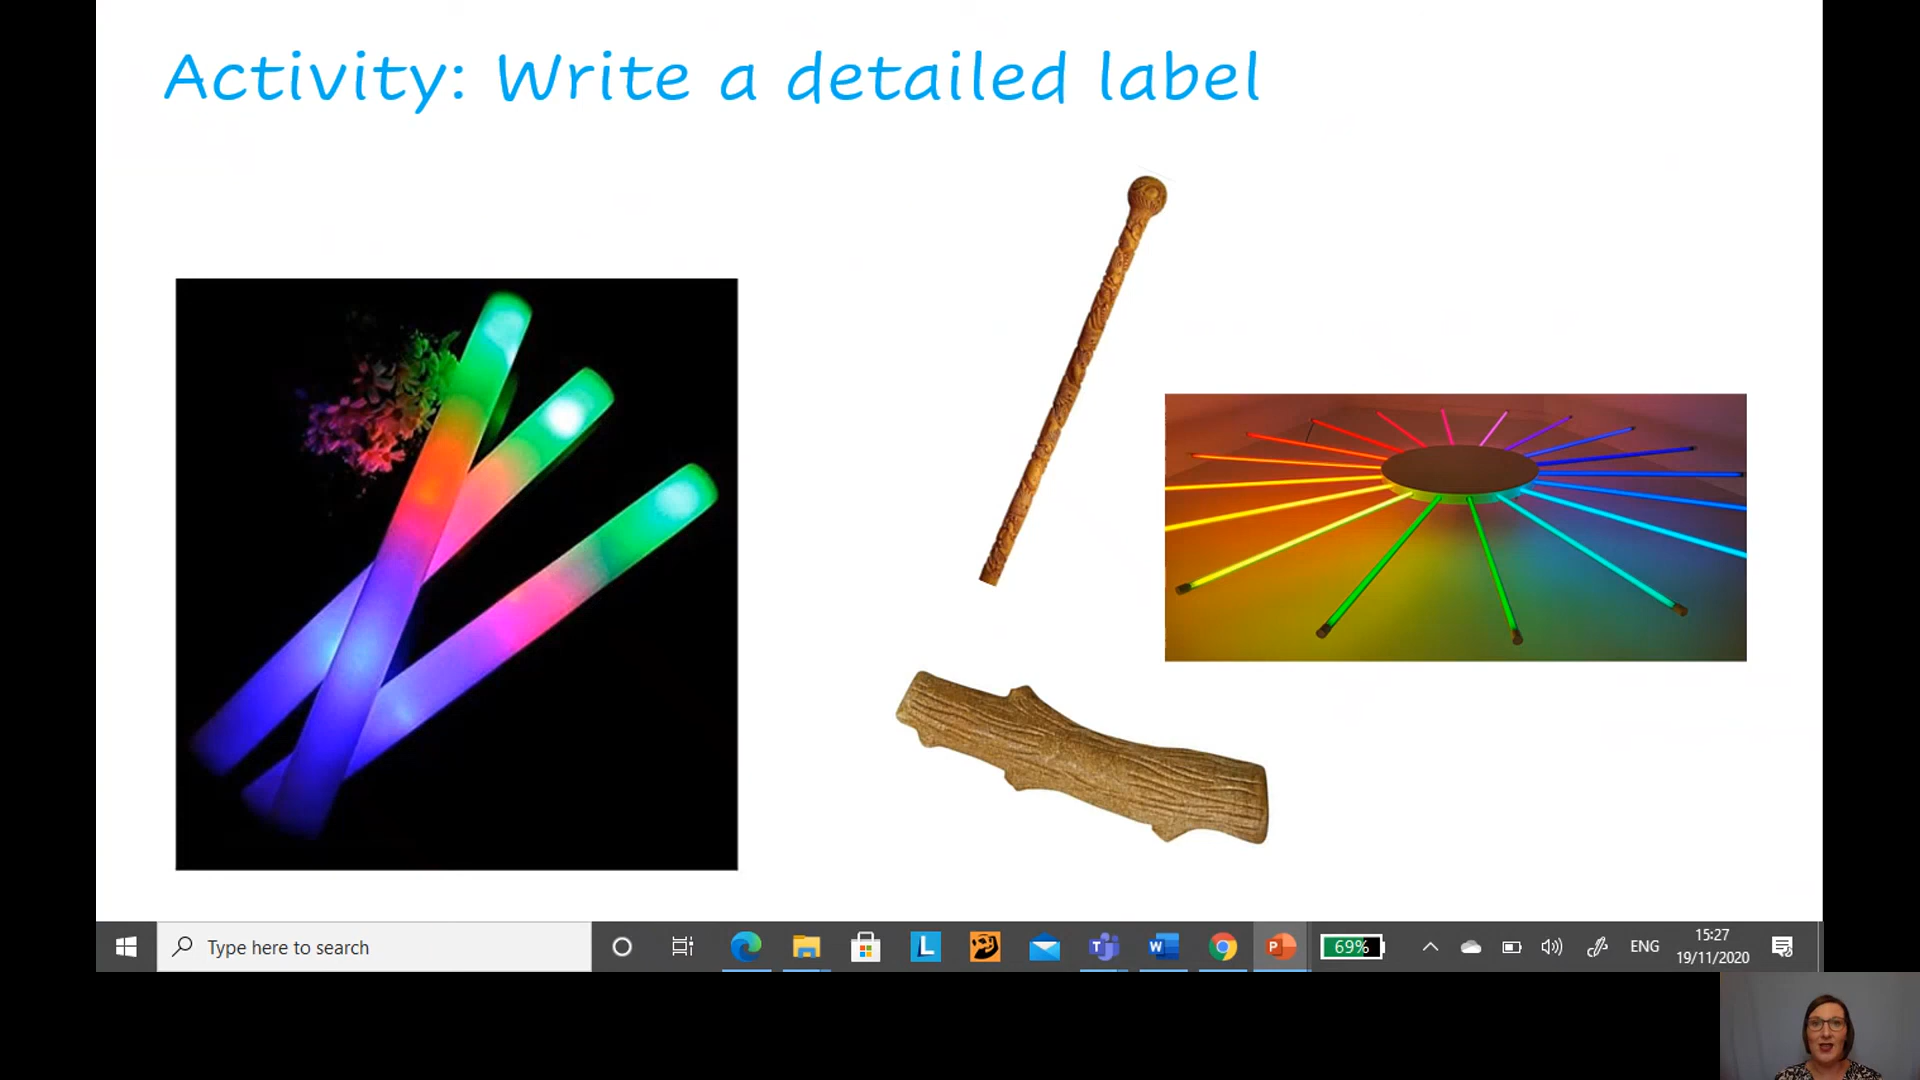 Activity: Write a detailed label
Type here to search
L
T
W
P
69%
ENG
15:27
19/11/2020